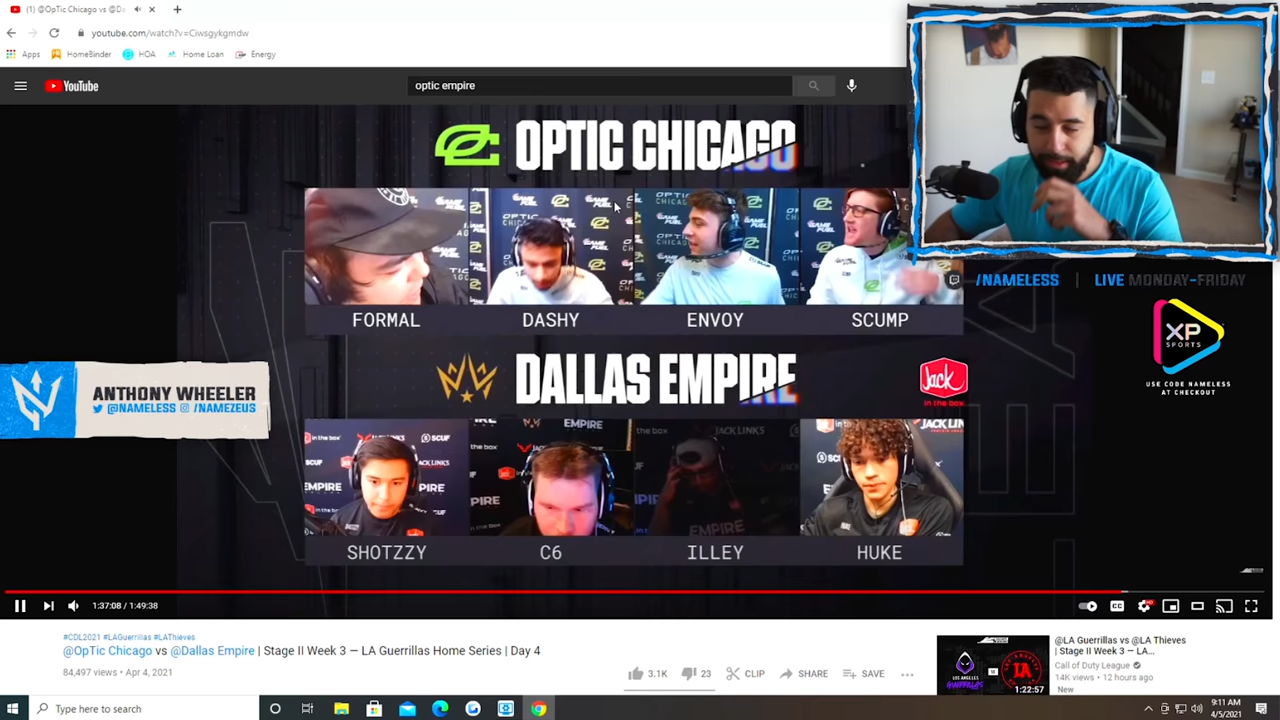 (1) @OpTic Chicago vs @Da
youtube.com/watch?v=Ciwsgykgmdw
Apps HomeBinder HOA Home Loan Energy
YouTube
optic empire
OPTIC CHICAGO
FORMAL DASHY ENVOY SCUMP
DALLAS EMPIRE
Jack
in the box
SHOTZZY C6 ILLEY HUKE
/NAMELESS | LIVE MONDAY-FRIDAY
XP
SPORTS
USE CODE NAMELESS
AT CHECKOUT
ANTHONY WHEELER
@NAMELESS /NAMEZEUS
1:37:08 / 1:49:38
CC HD
#CDL2021 #LAGuerrillas #LAThieves
@OpTic Chicago vs @Dallas Empire | Stage II Week 3 — LA Guerrillas Home Series | Day 4
84,497 views • Apr 4, 2021
3.1K 23 CLIP SHARE SAVE
@LA Guerrillas vs @LA Thieves
| Stage II Week 3 — LA...
Call of Duty League
14K views • 12 hours ago
New
1:22:57
Type here to search
9:11 AM
4/5/2021